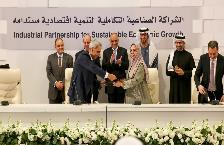 الشراكة الصناعية التكاملية لتنمية اقتصادية مستدامة
Industrial Partnership for Sustainable Economic Growth